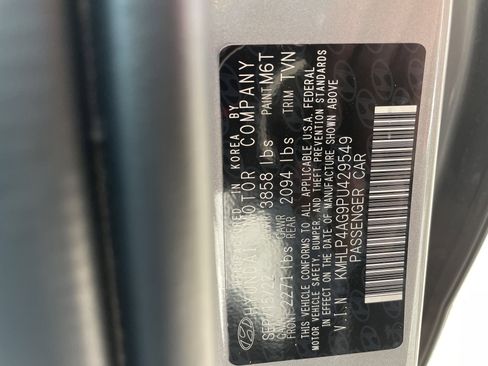 IN KOREA BY
HYUNDAI MOTOR COMPANY
3858 lbs PAINT M6T
FRONT 2271 lbs GAWR REAR 2094 lbs TRIM TVN
THIS VEHICLE CONFORMS TO ALL APPLICABLE U.S.A. FEDERAL
MOTOR VEHICLE SAFETY, BUMPER, AND THEFT PREVENTION STANDARDS
IN EFFECT ON THE DATE OF MANUFACTURE SHOWN ABOVE
V.I.N KMHLP4AG9PU429549
PASSENGER CAR